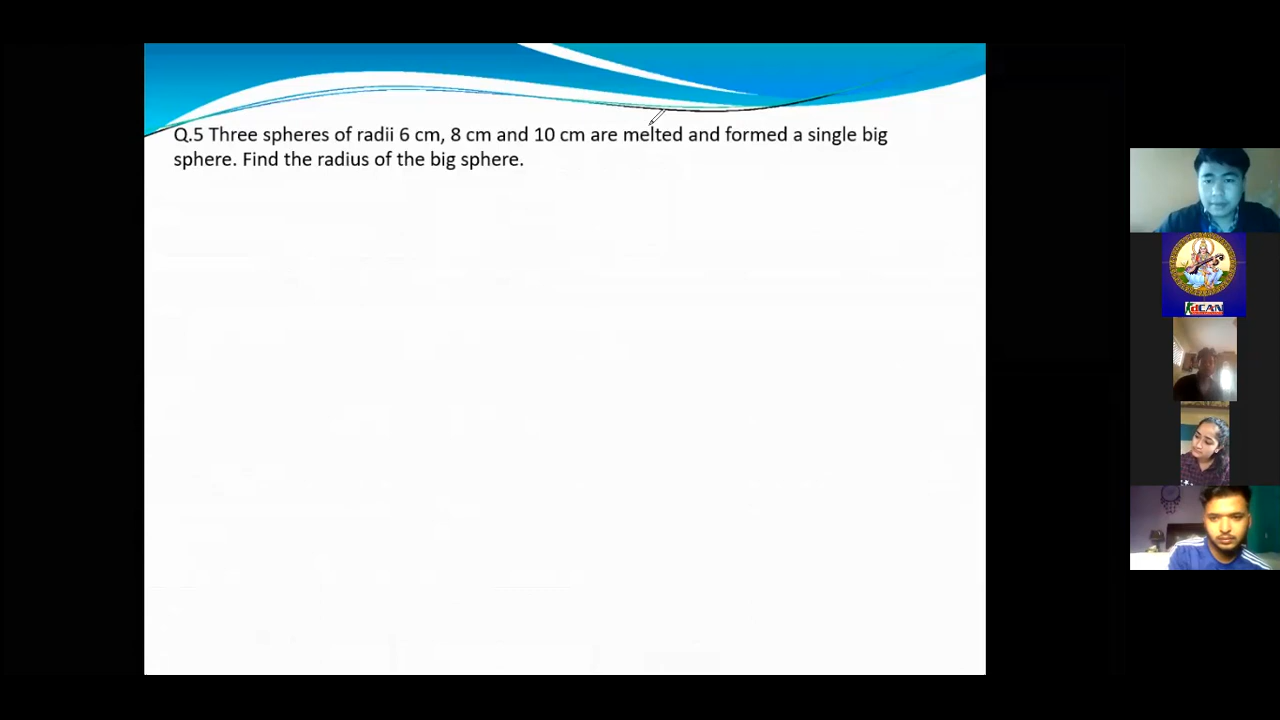 Q.5 Three spheres of radii 6 cm, 8 cm and 10 cm are melted and formed a single big
sphere. Find the radius of the big sphere.